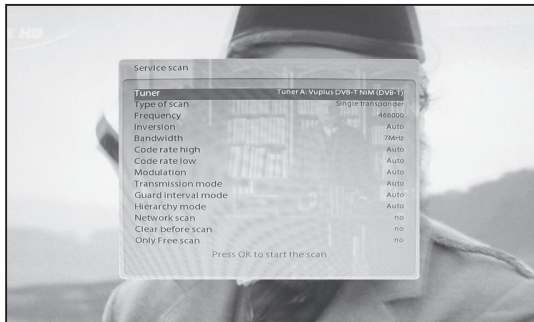 HD
Service scan
Tuner Tuner A: Vuplus DVB-T NIM (DVB-T)
Type of scan Single transponder
Frequency 466000
Inversion Auto
Bandwidth 7MHz
Code rate high Auto
Code rate low Auto
Modulation Auto
Transmission mode Auto
Guard interval mode Auto
Hierarchy mode Auto
Network scan no
Clear before scan no
Only Free scan no
Press OK to start the scan